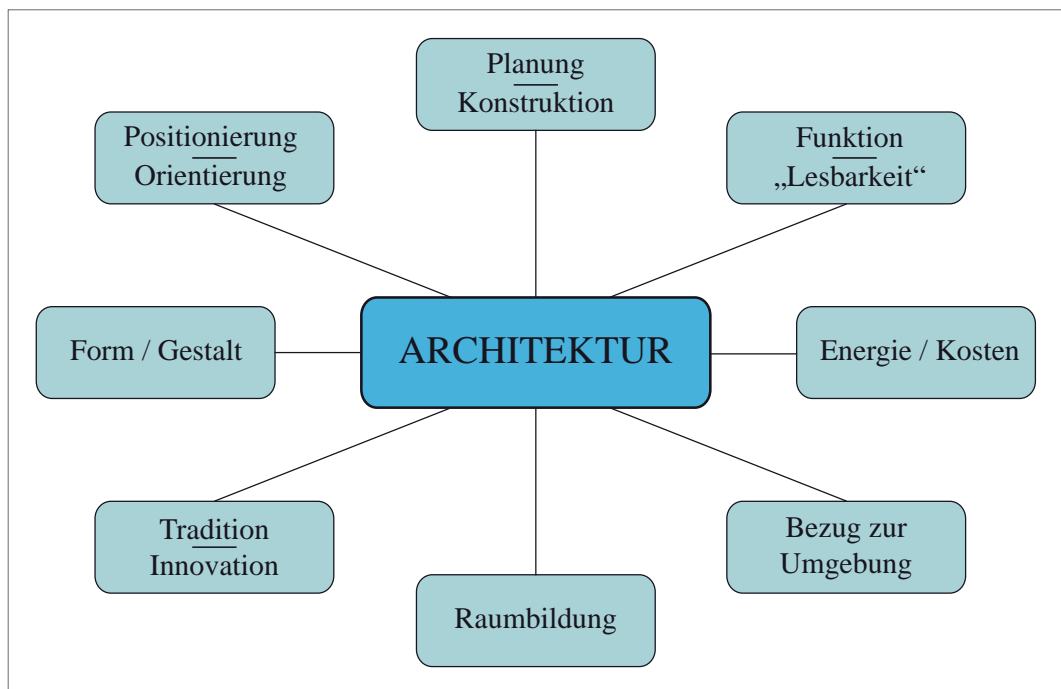 Planung
Konstruktion
Positionierung
Orientierung
Funktion
„Lesbarkeit“
Form / Gestalt
ARCHITEKTUR
Energie / Kosten
Tradition
Innovation
Bezug zur
Umgebung
Raumbildung